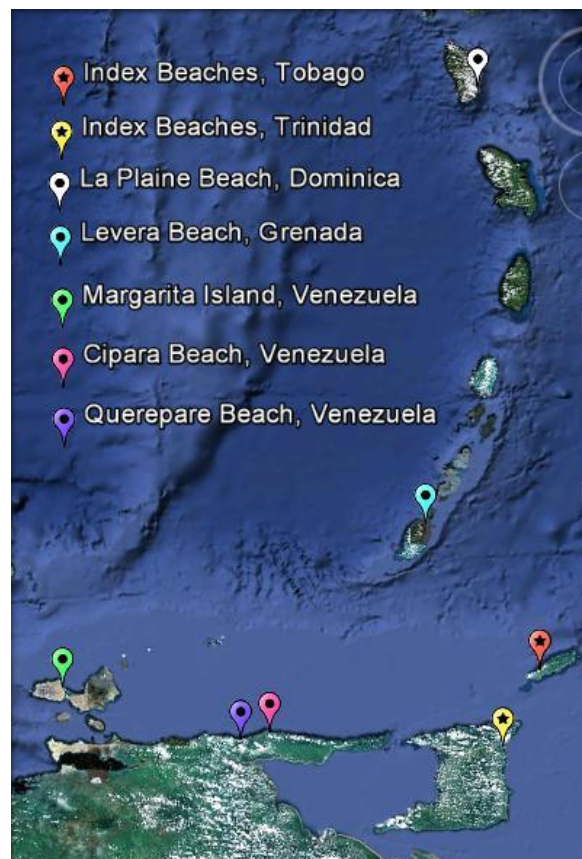 Index Beaches, Tobago
Index Beaches, Trinidad
La Plaine Beach, Dominica
Levera Beach, Grenada
Margarita Island, Venezuela
Cipara Beach, Venezuela
Querepare Beach, Venezuela